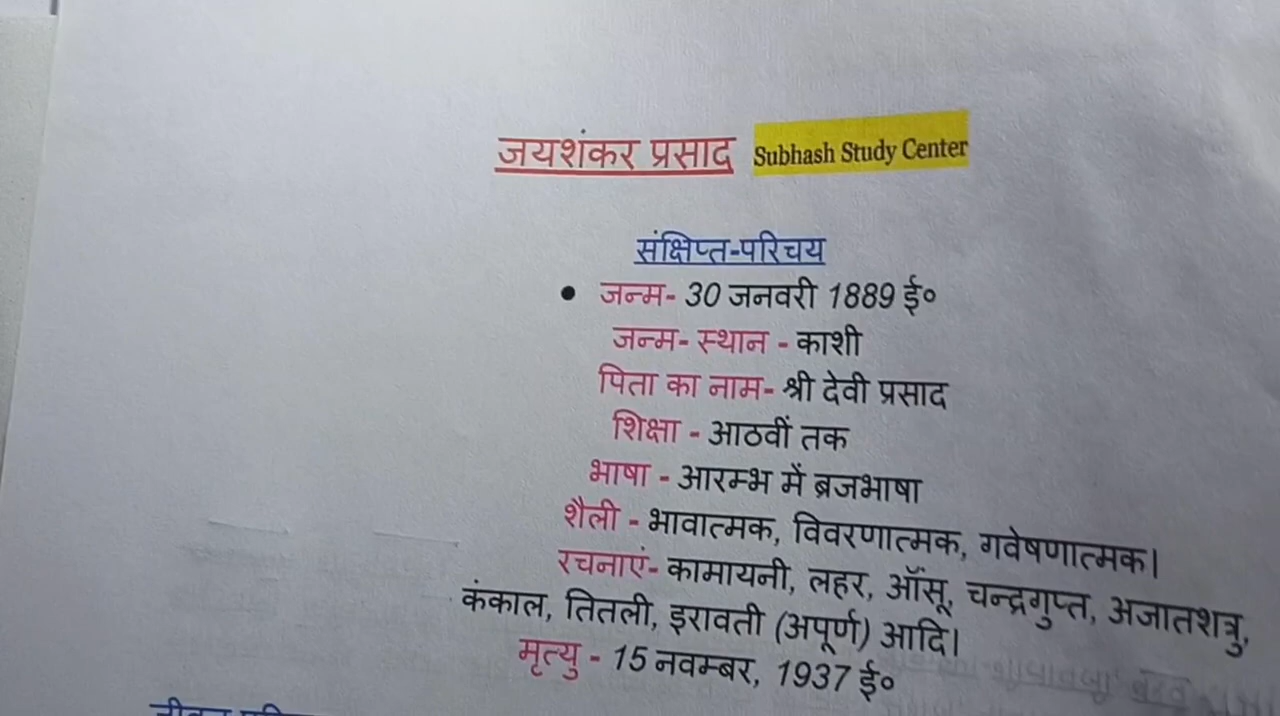 जयशंकर प्रसाद Subhash Study Center
संक्षिप्त-परिचय
• जन्म- 30 जनवरी 1889 ई०
जन्म- स्थान - काशी
पिता का नाम- श्री देवी प्रसाद
शिक्षा - आठवीं तक
भाषा - आरम्भ में ब्रजभाषा
शैली - भावात्मक, विवरणात्मक, गवेषणात्मक।
रचनाएं- कामायनी, लहर, ऑंसू, चन्द्रगुप्त, अजातशत्रु,
कंकाल, तितली, इरावती (अपूर्ण) आदि।
मृत्यु - 15 नवम्बर, 1937 ई०